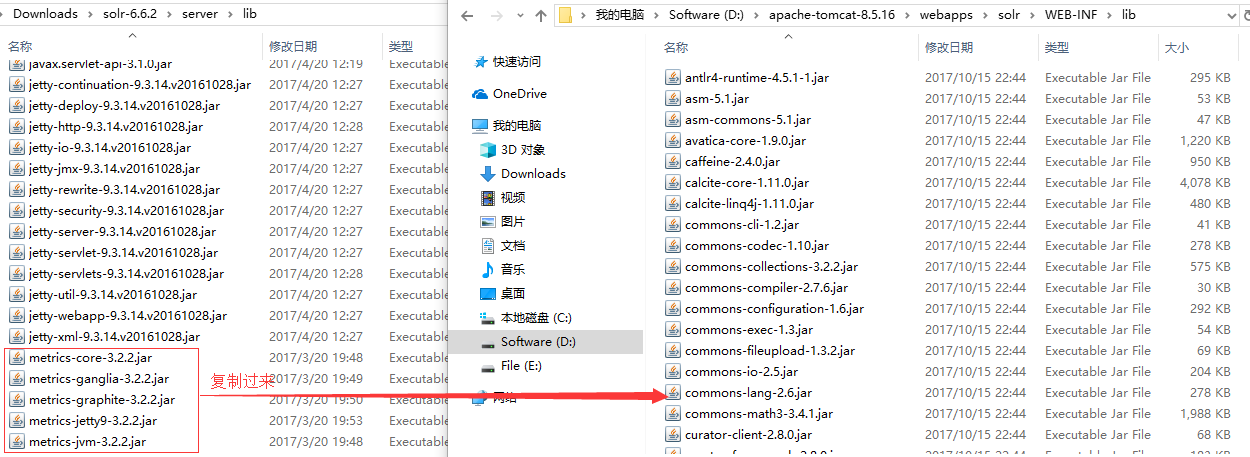 Downloads > solr-6.6.2 > server > lib
名称 修改日期 类型
javax.servlet-api-3.1.0.jar 2017/4/20 12:19 Executable
jetty-continuation-9.3.14.v20161028.jar 2017/4/20 12:27 Executable
jetty-deploy-9.3.14.v20161028.jar 2017/4/20 12:27 Executable
jetty-http-9.3.14.v20161028.jar 2017/4/20 12:28 Executable
jetty-io-9.3.14.v20161028.jar 2017/4/20 12:27 Executable
jetty-jmx-9.3.14.v20161028.jar 2017/4/20 12:27 Executable
jetty-rewrite-9.3.14.v20161028.jar 2017/4/20 12:27 Executable
jetty-security-9.3.14.v20161028.jar 2017/4/20 12:27 Executable
jetty-server-9.3.14.v20161028.jar 2017/4/20 12:27 Executable
jetty-servlet-9.3.14.v20161028.jar 2017/4/20 12:27 Executable
jetty-servlets-9.3.14.v20161028.jar 2017/4/20 12:28 Executable
jetty-util-9.3.14.v20161028.jar 2017/4/20 12:27 Executable
jetty-webapp-9.3.14.v20161028.jar 2017/4/20 12:27 Executable
jetty-xml-9.3.14.v20161028.jar 2017/4/20 12:27 Executable
metrics-core-3.2.2.jar 2017/3/20 19:48 Executable
metrics-ganglia-3.2.2.jar 2017/3/20 19:49 Executable
metrics-graphite-3.2.2.jar 2017/3/20 19:50 Executable
metrics-jetty9-3.2.2.jar 2017/3/20 19:53 Executable
metrics-jvm-3.2.2.jar 2017/3/20 19:48 Executable
复制过来
我的电脑 > Software (D:) > apache-tomcat-8.5.16 > webapps > solr > WEB-INF > lib
快速访问
OneDrive
我的电脑
3D 对象
Downloads
视频
图片
文档
音乐
桌面
本地磁盘 (C:)
Software (D:)
File (E:)
网络
名称 修改日期 类型 大小
antlr4-runtime-4.5.1-1.jar 2017/10/15 22:44 Executable Jar File 295 KB
asm-5.1.jar 2017/10/15 22:44 Executable Jar File 53 KB
asm-commons-5.1.jar 2017/10/15 22:44 Executable Jar File 47 KB
avatica-core-1.9.0.jar 2017/10/15 22:44 Executable Jar File 1,220 KB
caffeine-2.4.0.jar 2017/10/15 22:44 Executable Jar File 950 KB
calcite-core-1.11.0.jar 2017/10/15 22:44 Executable Jar File 4,078 KB
calcite-linq4j-1.11.0.jar 2017/10/15 22:44 Executable Jar File 480 KB
commons-cli-1.2.jar 2017/10/15 22:44 Executable Jar File 41 KB
commons-codec-1.10.jar 2017/10/15 22:44 Executable Jar File 278 KB
commons-collections-3.2.2.jar 2017/10/15 22:44 Executable Jar File 575 KB
commons-compiler-2.7.6.jar 2017/10/15 22:44 Executable Jar File 30 KB
commons-configuration-1.6.jar 2017/10/15 22:44 Executable Jar File 292 KB
commons-exec-1.3.jar 2017/10/15 22:44 Executable Jar File 54 KB
commons-fileupload-1.3.2.jar 2017/10/15 22:44 Executable Jar File 69 KB
commons-io-2.5.jar 2017/10/15 22:44 Executable Jar File 204 KB
commons-lang-2.6.jar 2017/10/15 22:44 Executable Jar File 278 KB
commons-math3-3.4.1.jar 2017/10/15 22:44 Executable Jar File 1,988 KB
curator-client-2.8.0.jar 2017/10/15 22:44 Executable Jar File 68 KB